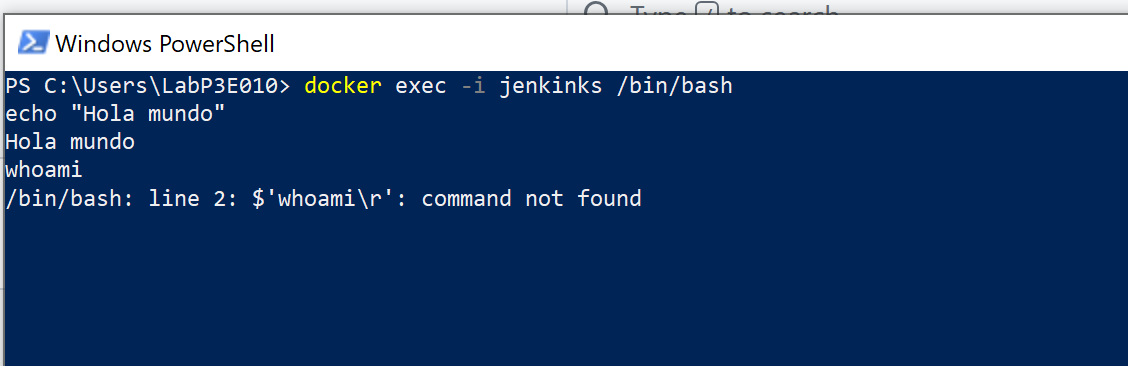 Type / to search
Windows PowerShell
PS C:\Users\LabP3E010> docker exec -i jenkinks /bin/bash
echo "Hola mundo"
Hola mundo
whoami
/bin/bash: line 2: $'whoami\r': command not found